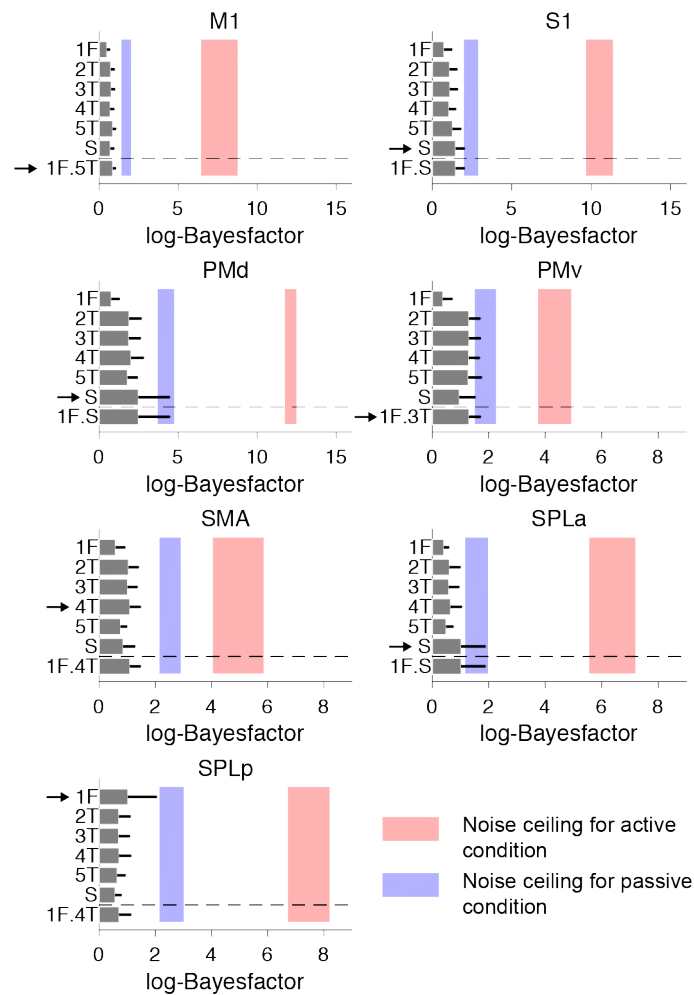 M1
1F
2T
3T
4T
5T
S
1F.5T
0 5 10 15
log-Bayesfactor
S1
1F
2T
3T
4T
5T
S
1F.S
0 5 10 15
log-Bayesfactor
PMd
1F
2T
3T
4T
5T
S
1F.S
0 5 10 15
log-Bayesfactor
PMv
1F
2T
3T
4T
5T
S
1F.3T
0 2 4 6 8
log-Bayesfactor
SMA
1F
2T
3T
4T
5T
S
1F.4T
0 2 4 6 8
log-Bayesfactor
SPLa
1F
2T
3T
4T
5T
S
1F.S
0 2 4 6 8
log-Bayesfactor
SPLp
1F
2T
3T
4T
5T
S
1F.4T
0 2 4 6 8
log-Bayesfactor
Noise ceiling for active
condition
Noise ceiling for passive
condition